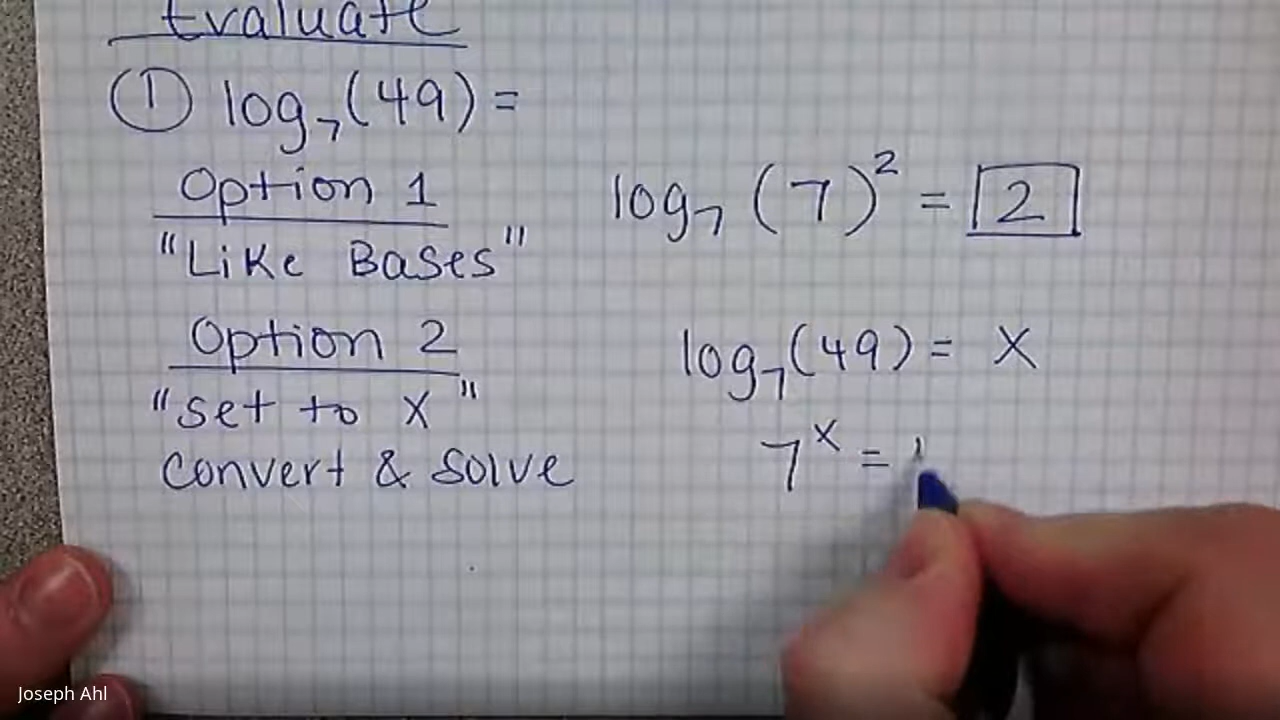 Evaluate
① log₇(49) =
Option 1
"Like Bases"
log₇(7)² = 2
Option 2
"set to x"
convert & solve
log₇(49) = x
7ˣ =
Joseph Ahl